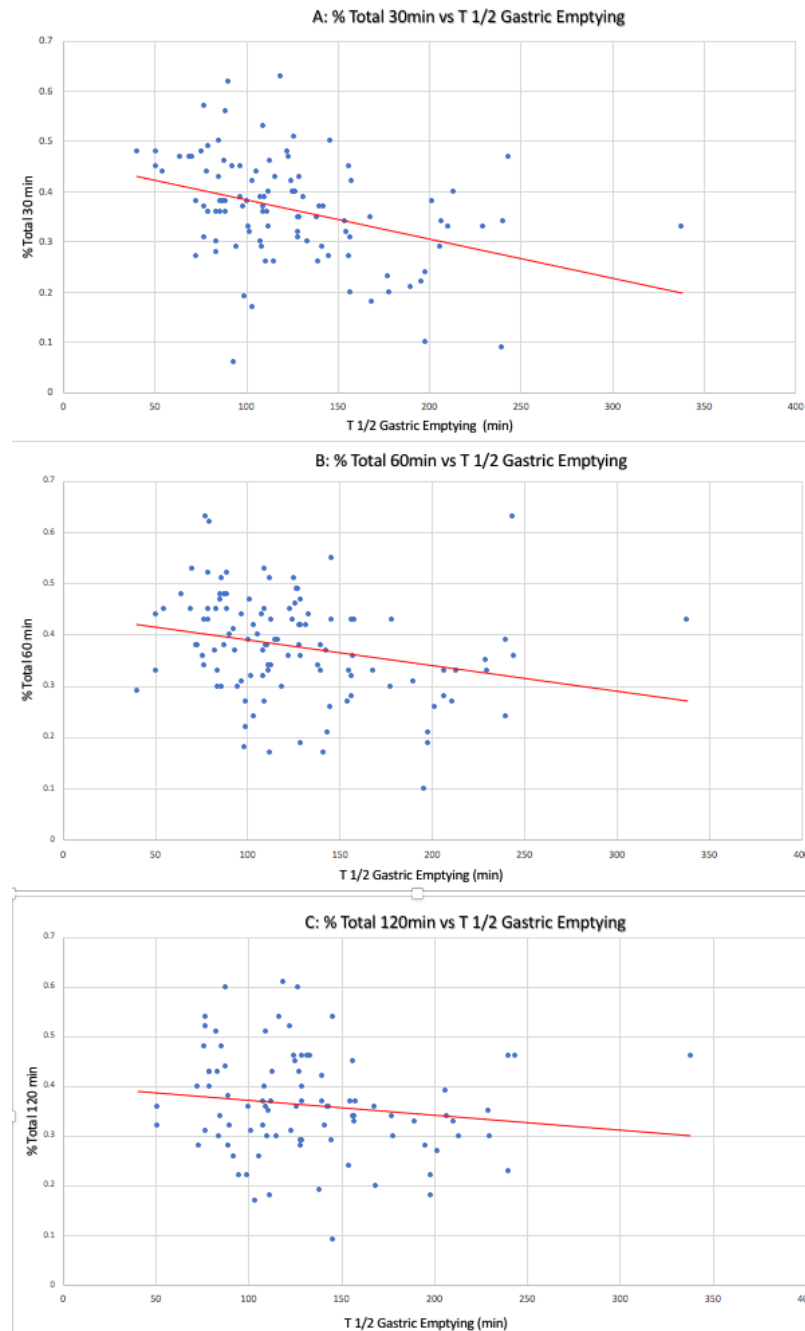 A: % Total 30min vs T 1/2 Gastric Emptying
0.7
0.6
0.5
0.4
0.3
0.2
0.1
0
% Total 30 min
0 50 100 150 200 250 300 350 400
T 1/2 Gastric Emptying (min)
B: % Total 60min vs T 1/2 Gastric Emptying
0.7
0.6
0.5
0.4
0.3
0.2
0.1
0
% Total 60 min
0 50 100 150 200 250 300 350 40
T 1/2 Gastric Emptying (min)
C: % Total 120min vs T 1/2 Gastric Emptying
0.7
0.6
0.5
0.4
0.3
0.2
0.1
0
% Total 120 min
0 50 100 150 200 250 300 350 400
T 1/2 Gastric Emptying (min)